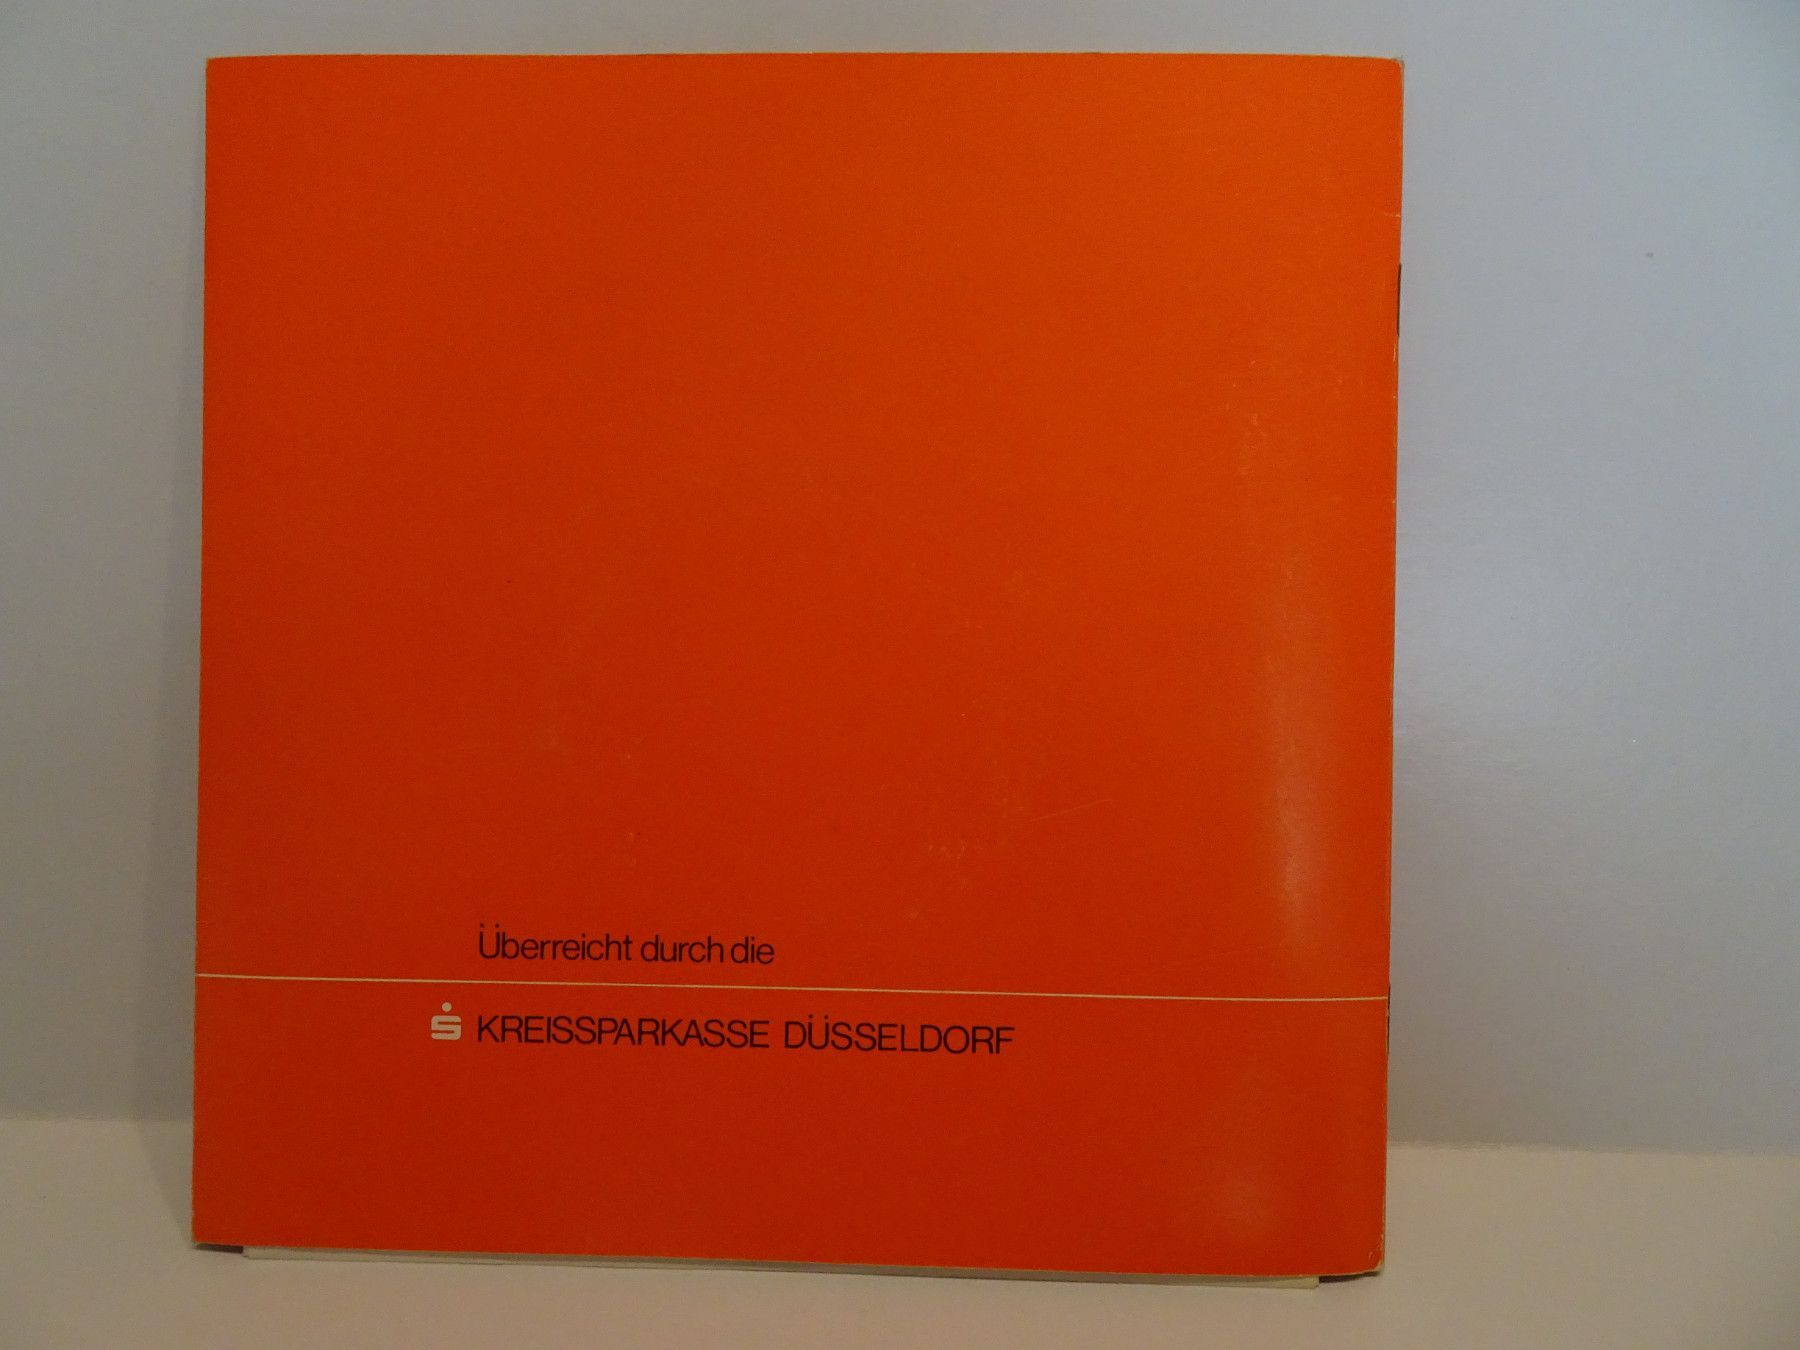 Überreicht durch die
KREISSPARKASSE DÜSSELDORF